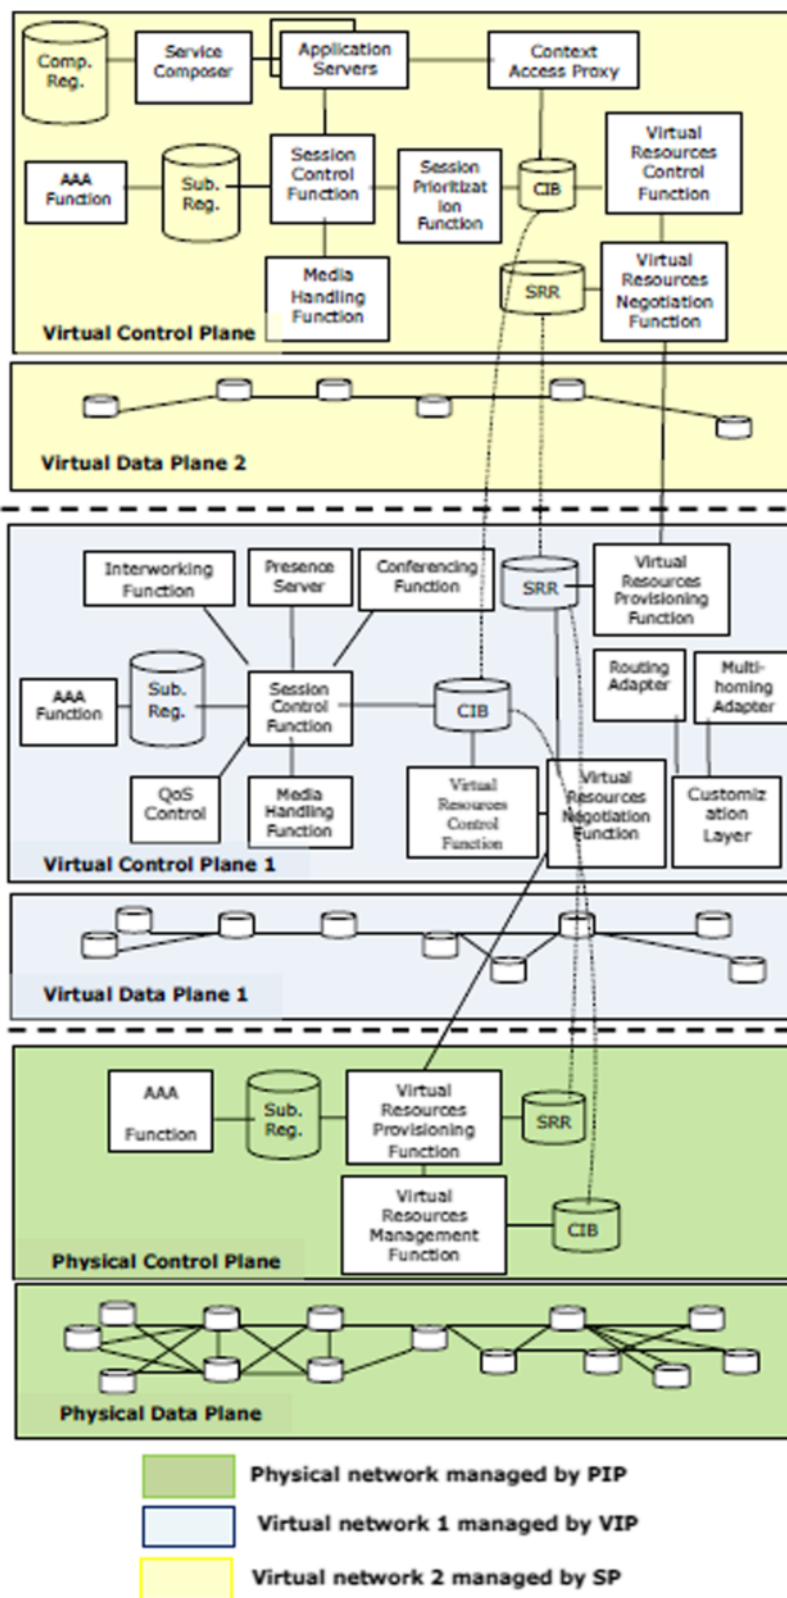 Comp.
Reg.
Service
Composer
Application
Servers
Context
Access Proxy
AAA
Function
Sub.
Reg.
Session
Control
Function
Session
Prioritizat
ion
Function
CIB
Virtual
Resources
Control
Function
Media
Handling
Function
SRR
Virtual
Resources
Negotiation
Function
Virtual Control Plane
Virtual Data Plane 2
Interworking
Function
Presence
Server
Conferencing
Function
SRR
Virtual
Resources
Provisioning
Function
Routing
Adapter
Multi-
homing
Adapter
AAA
Function
Sub.
Reg.
Session
Control
Function
CIB
QoS
Control
Media
Handling
Function
Virtual
Resources
Control
Function
Virtual
Resources
Negotiation
Function
Customiz
ation
Layer
Virtual Control Plane 1
Virtual Data Plane 1
AAA
Function
Sub.
Reg.
Virtual
Resources
Provisioning
Function
SRR
Virtual
Resources
Management
Function
CIB
Physical Control Plane
Physical Data Plane
Physical network managed by PIP
Virtual network 1 managed by VIP
Virtual network 2 managed by SP